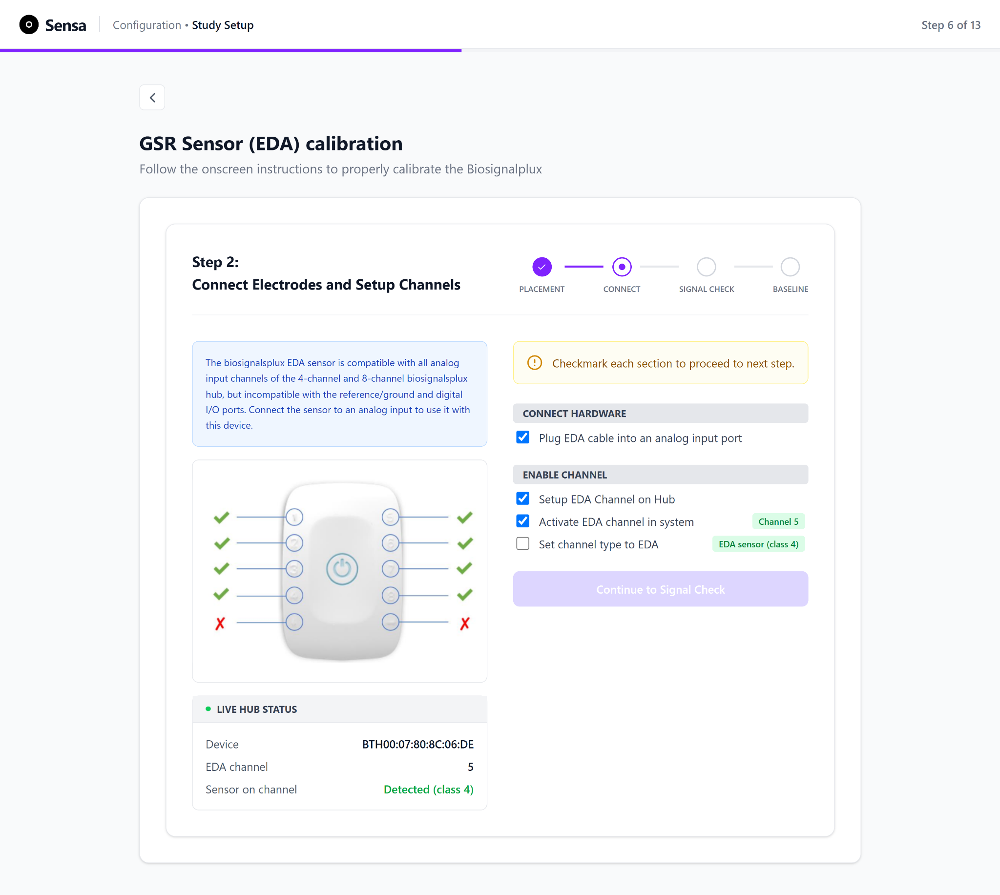 Sensa
Configuration • Study Setup
Step 6 of 13
GSR Sensor (EDA) calibration
Follow the onscreen instructions to properly calibrate the Biosignalplux
Step 2:
Connect Electrodes and Setup Channels
PLACEMENT
CONNECT
SIGNAL CHECK
BASELINE
The biosignalsplux EDA sensor is compatible with all analog
input channels of the 4-channel and 8-channel biosignalsplux
hub, but incompatible with the reference/ground and digital
I/O ports. Connect the sensor to an analog input to use it with
this device.
1
5
2
6
3
7
4
8
LIVE HUB STATUS
Device BTH00:07:80:8C:06:DE
EDA channel 5
Sensor on channel Detected (class 4)
Checkmark each section to proceed to next step.
CONNECT HARDWARE
Plug EDA cable into an analog input port
ENABLE CHANNEL
Setup EDA Channel on Hub
Activate EDA channel in system Channel 5
Set channel type to EDA EDA sensor (class 4)
Continue to Signal Check